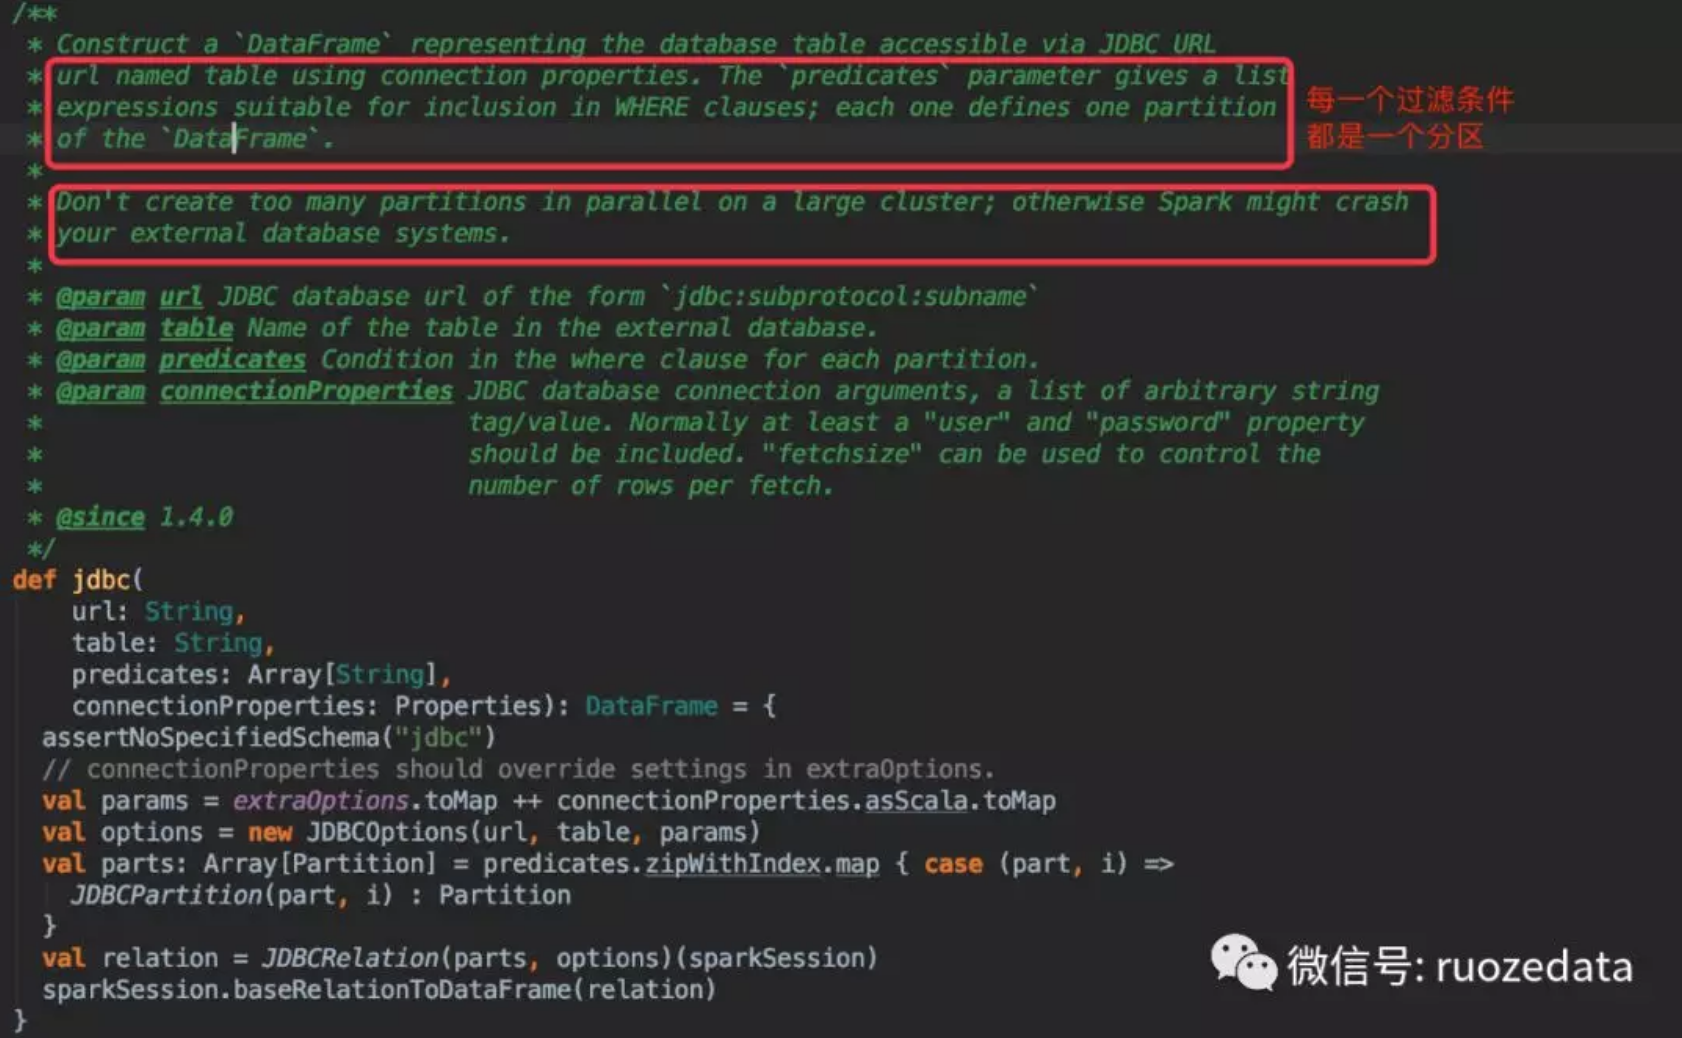 /**
* Construct a `DataFrame` representing the database table accessible via JDBC URL
* url named table using connection properties. The `predicates` parameter gives a list
* expressions suitable for inclusion in WHERE clauses; each one defines one partition
* of the `DataFrame`.
*
* Don't create too many partitions in parallel on a large cluster; otherwise Spark might crash
* your external database systems.
*
* @param url JDBC database url of the form `jdbc:subprotocol:subname`
* @param table Name of the table in the external database.
* @param predicates Condition in the where clause for each partition.
* @param connectionProperties JDBC database connection arguments, a list of arbitrary string
* tag/value. Normally at least a "user" and "password" property
* should be included. "fetchsize" can be used to control the
* number of rows per fetch.
* @since 1.4.0
*/
def jdbc(
url: String,
table: String,
predicates: Array[String],
connectionProperties: Properties): DataFrame = {
assertNoSpecifiedSchema("jdbc")
// connectionProperties should override settings in extraOptions.
val params = extraOptions.toMap ++ connectionProperties.asScala.toMap
val options = new JDBCOptions(url, table, params)
val parts: Array[Partition] = predicates.zipWithIndex.map { case (part, i) =>
JDBCPartition(part, i) : Partition
}
val relation = JDBCRelation(parts, options)(sparkSession)
sparkSession.baseRelationToDataFrame(relation)
}
每一个过滤条件
都是一个分区
微信号: ruozedata